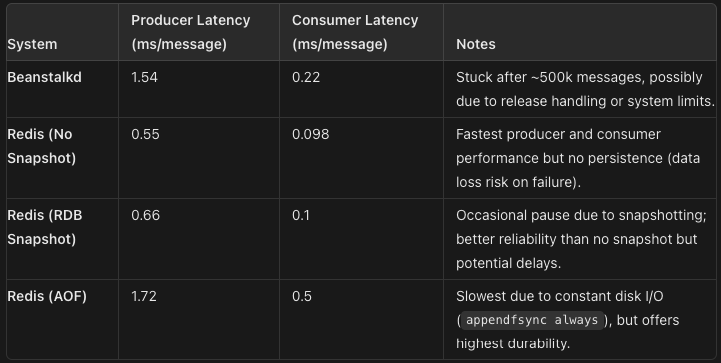 System
Producer Latency
(ms/message)
Consumer Latency
(ms/message)
Notes
Beanstalkd
1.54
0.22
Stuck after ~500k messages, possibly
due to release handling or system limits.
Redis (No
Snapshot)
0.55
0.098
Fastest producer and consumer
performance but no persistence (data
loss risk on failure).
Redis (RDB
Snapshot)
0.66
0.1
Occasional pause due to snapshotting;
better reliability than no snapshot but
potential delays.
Redis (AOF)
1.72
0.5
Slowest due to constant disk I/O
(appendfsync always), but offers
highest durability.